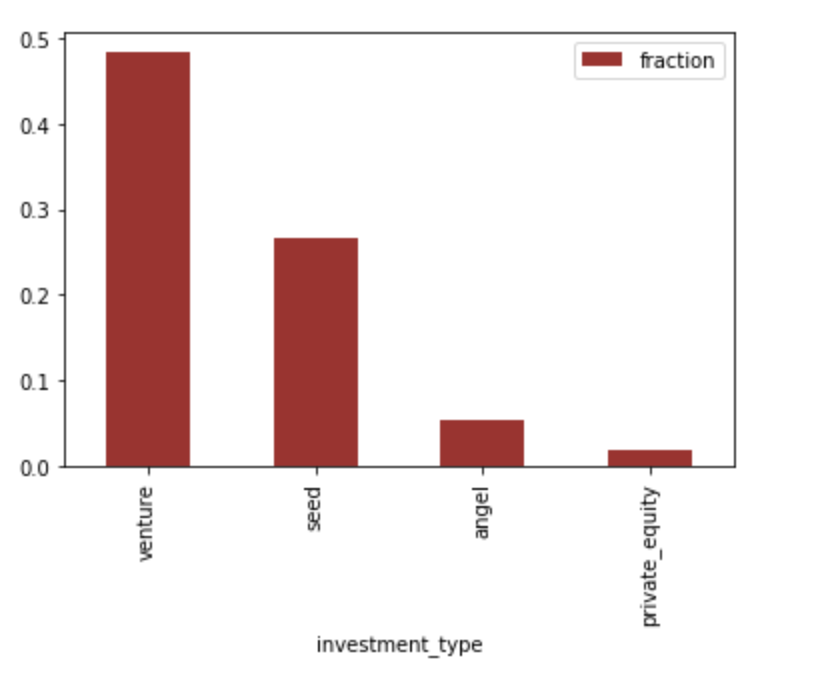 0.5
fraction
0.4
0.3
0.2
0.1
0.0
venture
seed
angel
private_equity
investment_type